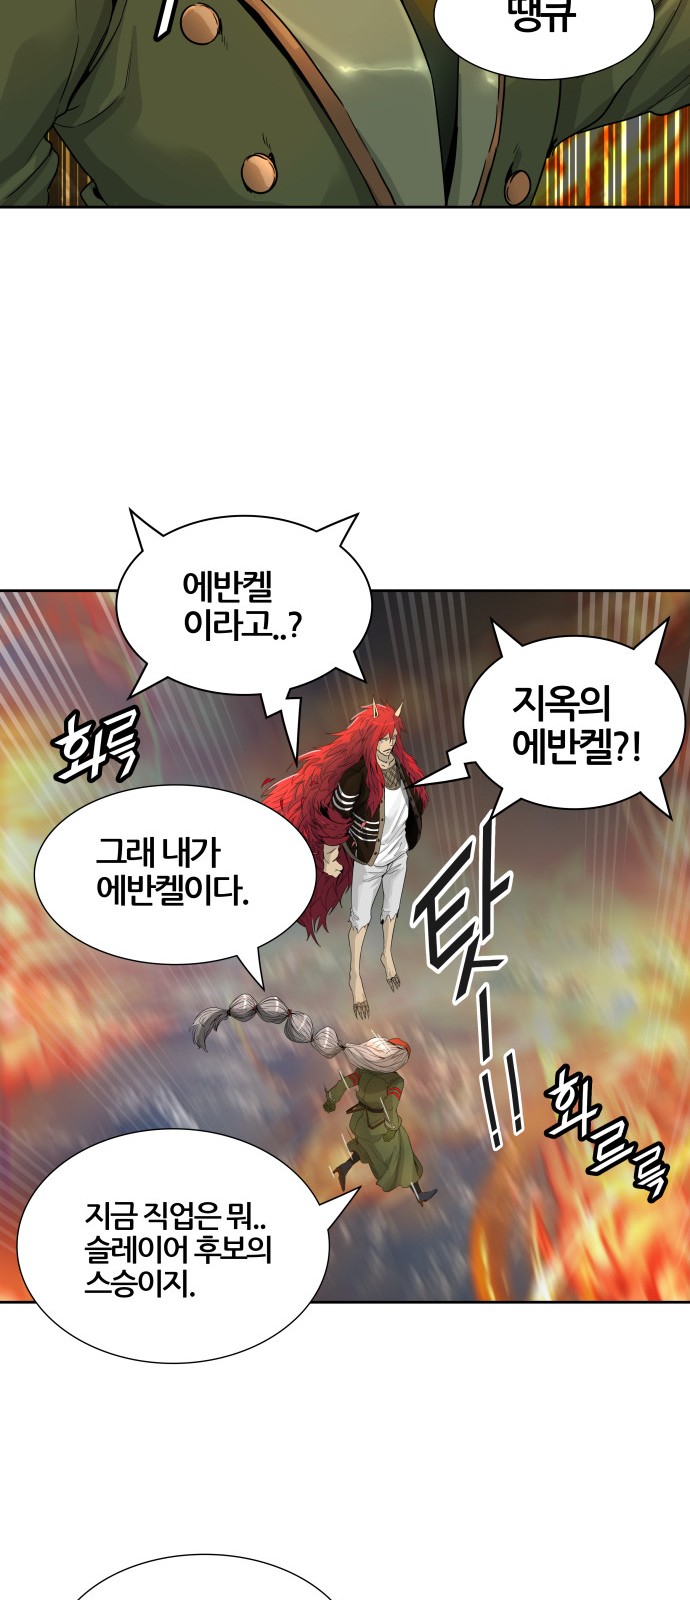 땡큐
에반켈
이라고..?
지옥의
에반켈?!
화륵
그래 내가
에반켈이다.
탓!!
화르륵
지금 직업은 뭐..
슬레이어 후보의
스승이지.